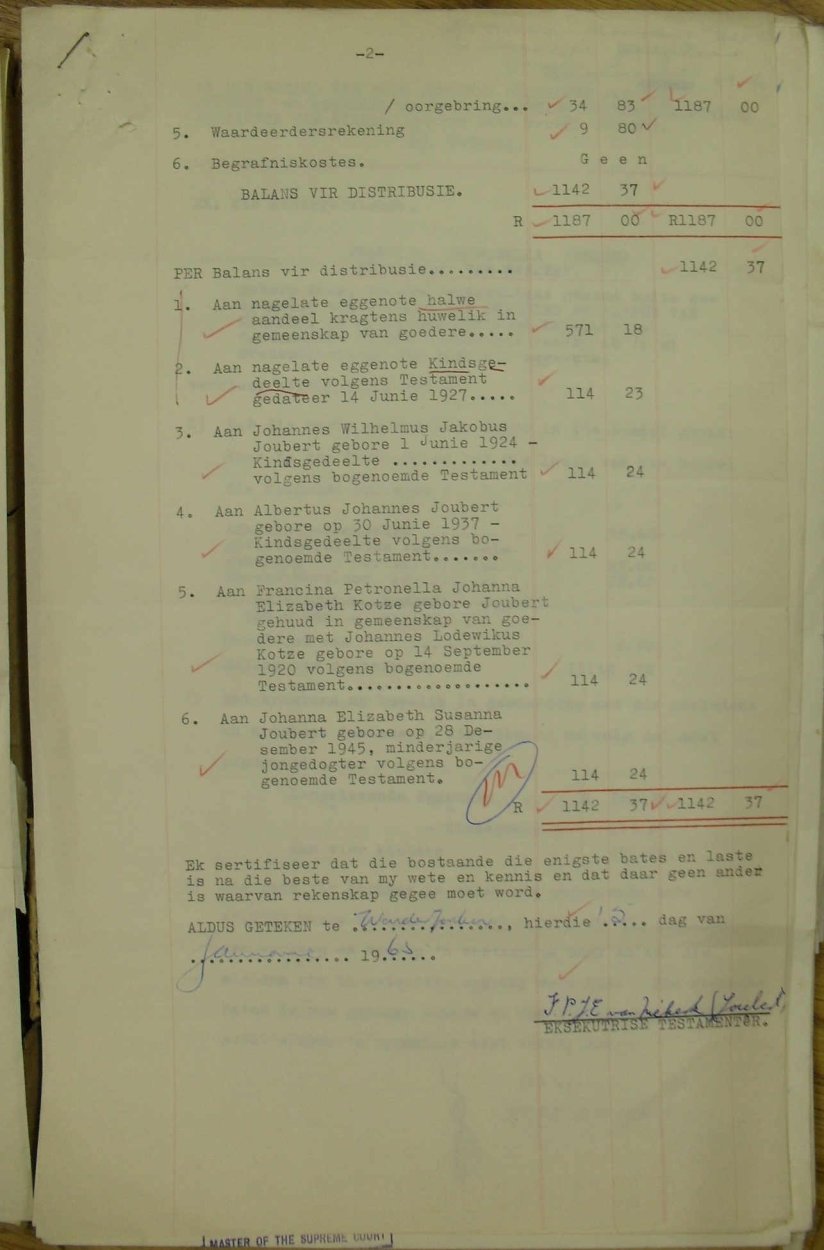 -2-
/ oorgebring... 34 83 1187 00
5. Waardeerdersrekening 9 80
6. Begrafniskostes. G e e n
BALANS VIR DISTRIBUSIE. 1142 37
R 1187 00 R1187 00
PER Balans vir distribusie.......... 1142 37
1. Aan nagelate eggenote halwe
aandeel kragtens huwelik in
gemeenskap van goedere..... 571 18
2. Aan nagelate eggenote Kindsge-
deelte volgens Testament
gedateer 14 Junie 1927..... 114 23
3. Aan Johannes Wilhelmus Jakobus
Joubert gebore 1 Junie 1924 -
Kindsgedeelte .............
volgens bogenoemde Testament 114 24
4. Aan Albertus Johannes Joubert
gebore op 30 Junie 1937 -
Kindsgedeelte volgens bo-
genoemde Testament........ 114 24
5. Aan Francina Petronella Johanna
Elizabeth Kotze gebore Joubert
gehuud in gemeenskap van goe-
dere met Johannes Lodewikus
Kotze gebore op 14 September
1920 volgens bogenoemde
Testament..................... 114 24
6. Aan Johanna Elizabeth Susanna
Joubert gebore op 28 De-
sember 1945, minderjarige
jongedogter volgens bo-
genoemde Testament. 114 24
R 1142 37 1142 37
Ek sertifiseer dat die bostaande die enigste bates en laste
is na die beste van my wete en kennis en dat daar geen ander
is waarvan rekenskap gegee moet word.
ALDUS GETEKEN te .................., hierdie ..... dag van
.................. 1963
F.P.J.E van Niekerk (Joubert)
EKSEKUTRISE TESTAMENTÊR.
MASTER OF THE SUPREME COURT